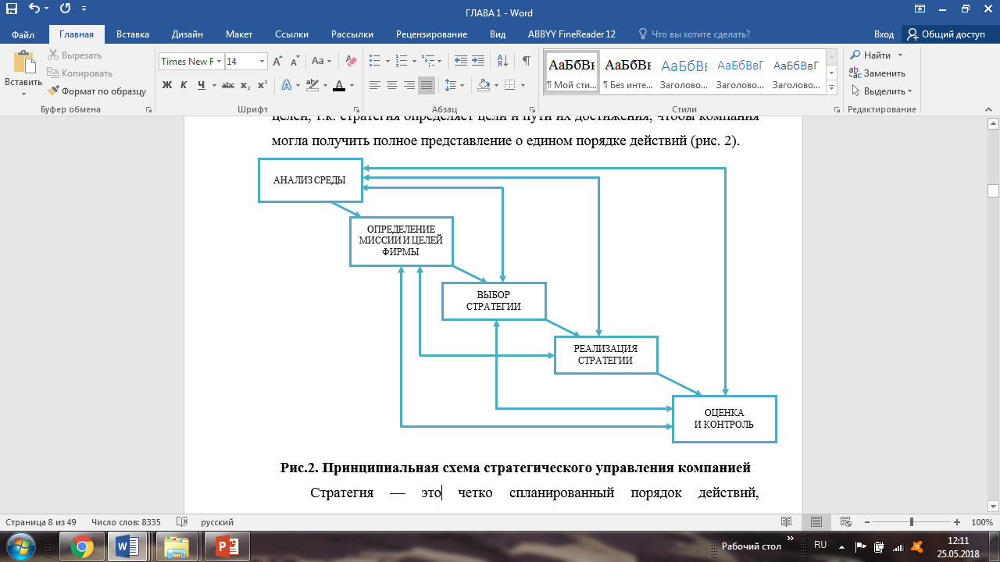 ГЛАВА 1 - Word
Файл Главная Вставка Дизайн Макет Ссылки Рассылки Рецензирование Вид ABBYY FineReader 12 Что вы хотите сделать? Вход Общий доступ
Вставить
Вырезать
Копировать
Формат по образцу
Буфер обмена
Times New R 14
Ж К Ч abc x₂ x² A
Аа
Шрифт
Абзац
АаБбВı АаБбВı АаБбВı АаБбВвГ АаБбВвГ
¶ Мой сти... ¶ Без инте... Заголово... Заголово... Заголово...
Стили
Найти
Заменить
Выделить
Редактирование
целей, т.к. стратегия определяет цели и пути их достижения, чтобы компания
могла получить полное представление о едином порядке действий (рис. 2).
АНАЛИЗ СРЕДЫ
ОПРЕДЕЛЕНИЕ
МИССИИ И ЦЕЛЕЙ
ФИРМЫ
ВЫБОР
СТРАТЕГИИ
РЕАЛИЗАЦИЯ
СТРАТЕГИИ
ОЦЕНКА
И КОНТРОЛЬ
Рис.2. Принципиальная схема стратегического управления компанией
Стратегия — это четко спланированный порядок действий,
Страница 8 из 49 Число слов: 8335 русский 100%
Рабочий стол » RU 12:11
25.05.2018